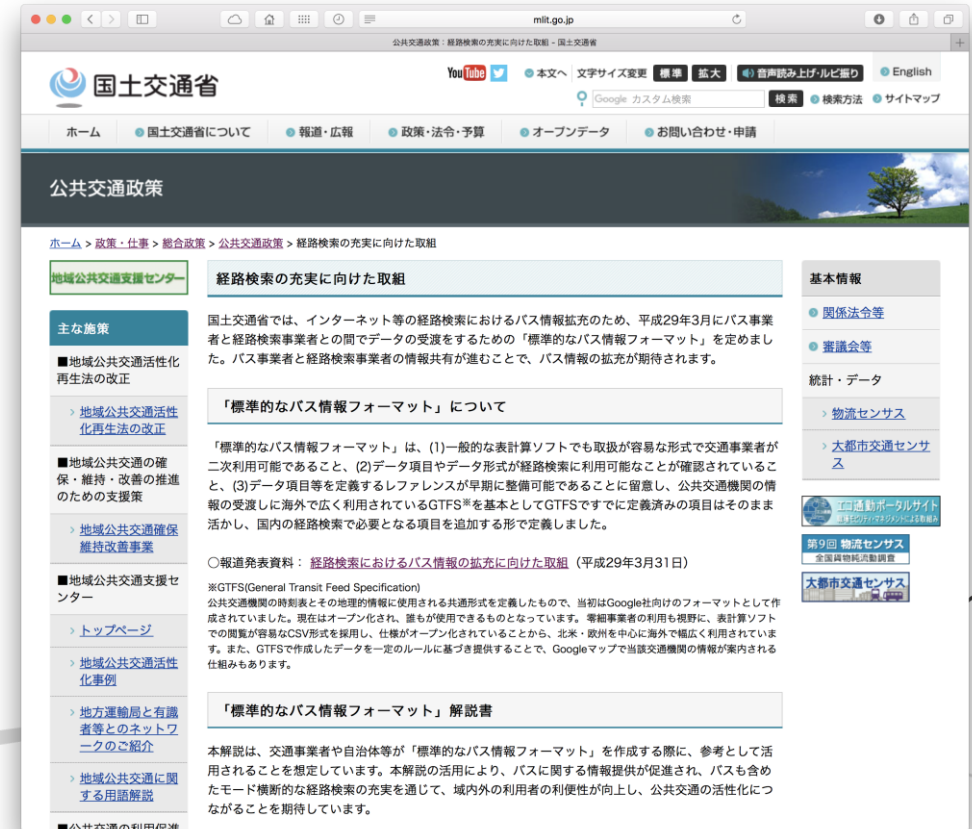 mlit.go.jp
公共交通政策：経路検索の充実に向けた取組 - 国土交通省
国土交通省
YouTube
本文へ 文字サイズ変更 標準 拡大 音声読み上げ・ルビ振り English
Google カスタム検索 検索 検索方法 サイトマップ
ホーム 国土交通省について 報道・広報 政策・法令・予算 オープンデータ お問い合わせ・申請
公共交通政策
ホーム > 政策・仕事 > 総合政策 > 公共交通政策 > 経路検索の充実に向けた取組
地域公共交通支援センター
主な施策
■地域公共交通活性化
再生法の改正
地域公共交通活性
化再生法の改正
■地域公共交通の確
保・維持・改善の推進
のための支援策
地域公共交通確保
維持改善事業
■地域公共交通支援セ
ンター
トップページ
地域公共交通活性
化事例
地方運輸局と有識
者等とのネットワ
ークのご紹介
地域公共交通に関
する用語解説
■公共交通の利用促進
経路検索の充実に向けた取組
国土交通省では、インターネット等の経路検索におけるバス情報拡充のため、平成29年3月にバス事業
者と経路検索事業者との間でデータの受渡をするための「標準的なバス情報フォーマット」を定めまし
た。バス事業者と経路検索事業者の情報共有が進むことで、バス情報の拡充が期待されます。
「標準的なバス情報フォーマット」について
「標準的なバス情報フォーマット」は、(1)一般的な表計算ソフトでも取扱が容易な形式で交通事業者が
二次利用可能であること、(2)データ項目やデータ形式が経路検索に利用可能なことが確認されているこ
と、(3)データ項目等を定義するレファレンスが早期に整備可能であることに留意し、公共交通機関の情
報の受渡しに海外で広く利用されているGTFS※を基本としてGTFSですでに定義済みの項目はそのまま
活かし、国内の経路検索で必要となる項目を追加する形で定義しました。
○報道発表資料： 経路検索におけるバス情報の拡充に向けた取組（平成29年3月31日）
※GTFS(General Transit Feed Specification)
公共交通機関の時刻表とその地理的情報に使用される共通形式を定義したもので、当初はGoogle社向けのフォーマットとして作
成されていました。現在はオープン化され、誰もが使用できるものとなっています。 零細事業者の利用も視野に、表計算ソフト
での閲覧が容易なCSV形式を採用し、仕様がオープン化されていることから、北米・欧州を中心に海外で幅広く利用されていま
す。また、GTFSで作成したデータを一定のルールに基づき提供することで、Googleマップで当該交通機関の情報が案内される
仕組みもあります。
「標準的なバス情報フォーマット」解説書
本解説は、交通事業者や自治体等が「標準的なバス情報フォーマット」を作成する際に、参考として活
用されることを想定しています。本解説の活用により、バスに関する情報提供が促進され、バスも含め
たモード横断的な経路検索の充実を通じて、域内外の利用者の利便性が向上し、公共交通の活性化につ
ながることを期待しています。
基本情報
関係法令等
審議会等
統計・データ
物流センサス
大都市交通センサ
ス
エコ通勤ポータルサイト
第9回 物流センサス
全国貨物純流動調査
大都市交通センサス